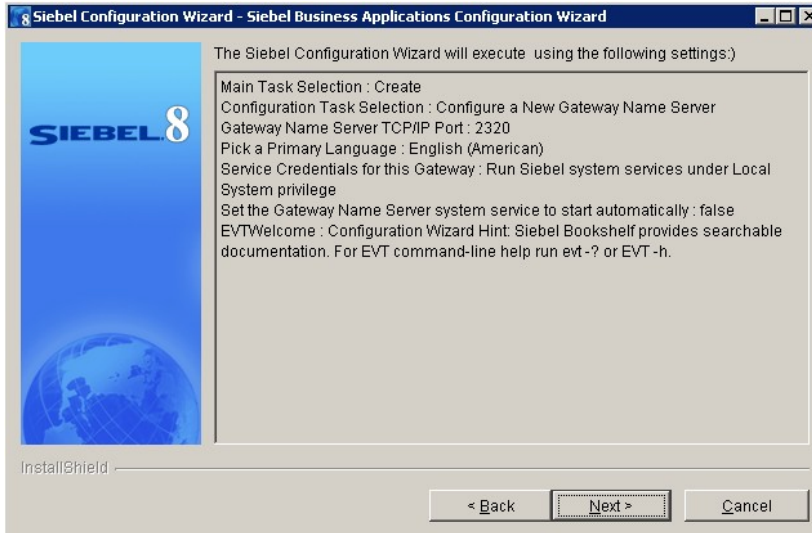 Siebel Configuration Wizard - Siebel Business Applications Configuration Wizard
The Siebel Configuration Wizard will execute using the following settings:)
SIEBEL.8
Main Task Selection : Create
Configuration Task Selection : Configure a New Gateway Name Server
Gateway Name Server TCP/IP Port : 2320
Pick a Primary Language : English (American)
Service Credentials for this Gateway : Run Siebel system services under Local
System privilege
Set the Gateway Name Server system service to start automatically : false
EVTWelcome : Configuration Wizard Hint: Siebel Bookshelf provides searchable
documentation. For EVT command-line help run evt -? or EVT -h.
InstallShield
< Back
Next >
Cancel